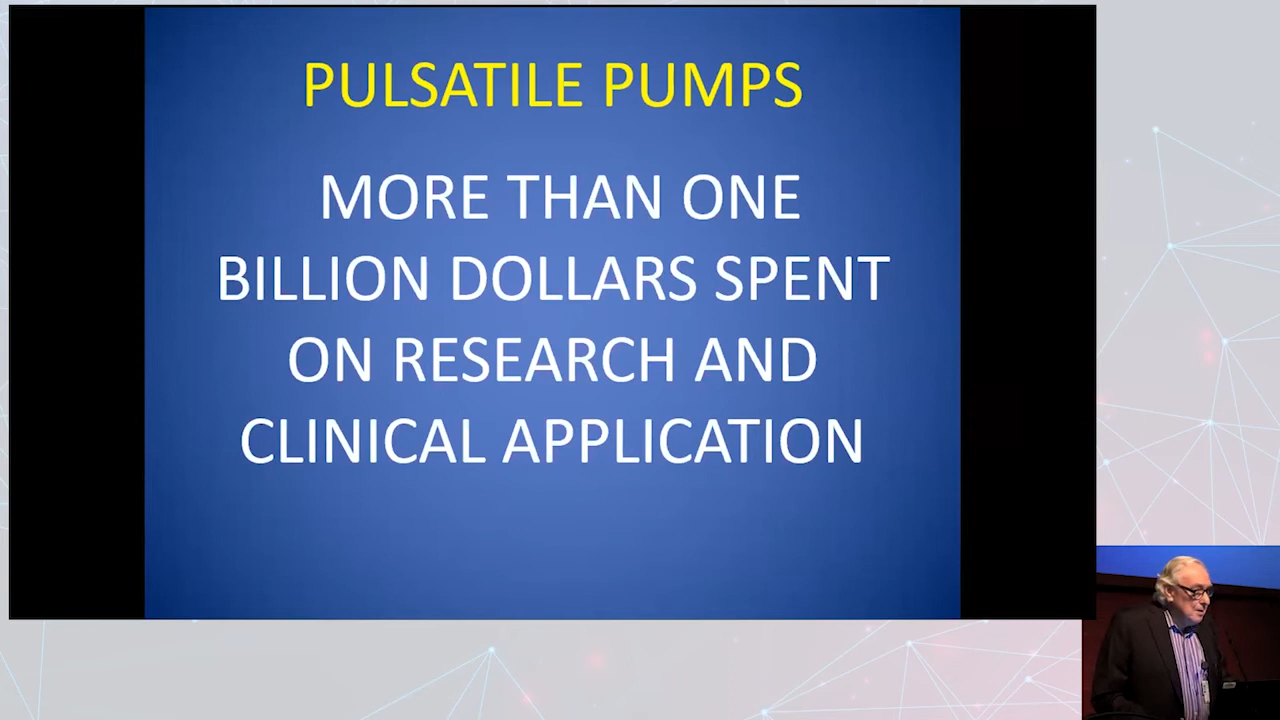 PULSATILE PUMPS
MORE THAN ONE
BILLION DOLLARS SPENT
ON RESEARCH AND
CLINICAL APPLICATION